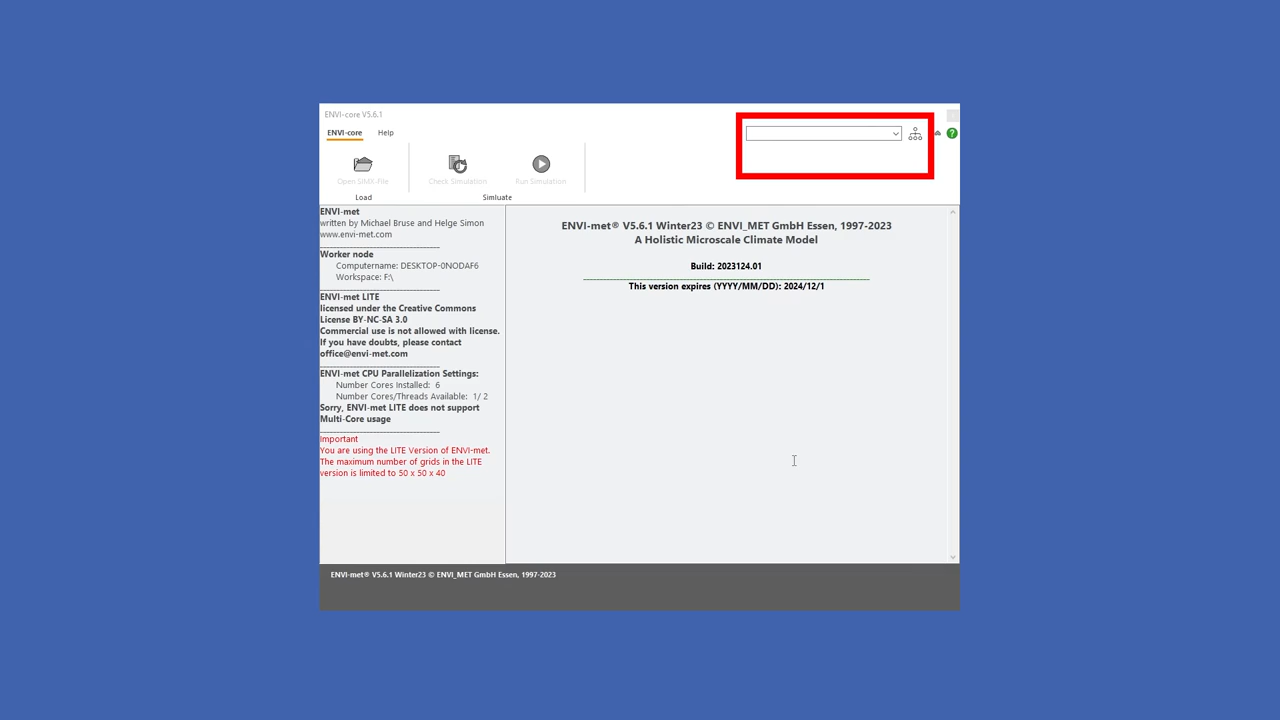 ENVI-core V5.6.1
ENVI-core Help
Open SIMX-File Check Simulation Run Simulation
Load Simluate
ENVI-met
written by Michael Bruse and Helge Simon
www.envi-met.com
Worker node
Computername: DESKTOP-0NODAF6
Workspace: F:\
ENVI-met LITE
licensed under the Creative Commons
License BY-NC-SA 3.0
Commercial use is not allowed with license.
If you have doubts, please contact
office@envi-met.com
ENVI-met CPU Parallelization Settings:
Number Cores Installed: 6
Number Cores/Threads Available: 1/ 2
Sorry, ENVI-met LITE does not support
Multi-Core usage
Important
You are using the LITE Version of ENVI-met.
The maximum number of grids in the LITE
version is limited to 50 x 50 x 40
ENVI-met® V5.6.1 Winter23 © ENVI_MET GmbH Essen, 1997-2023
A Holistic Microscale Climate Model
Build: 2023124.01
This version expires (YYYY/MM/DD): 2024/12/1
ENVI-met® V5.6.1 Winter23 © ENVI_MET GmbH Essen, 1997-2023